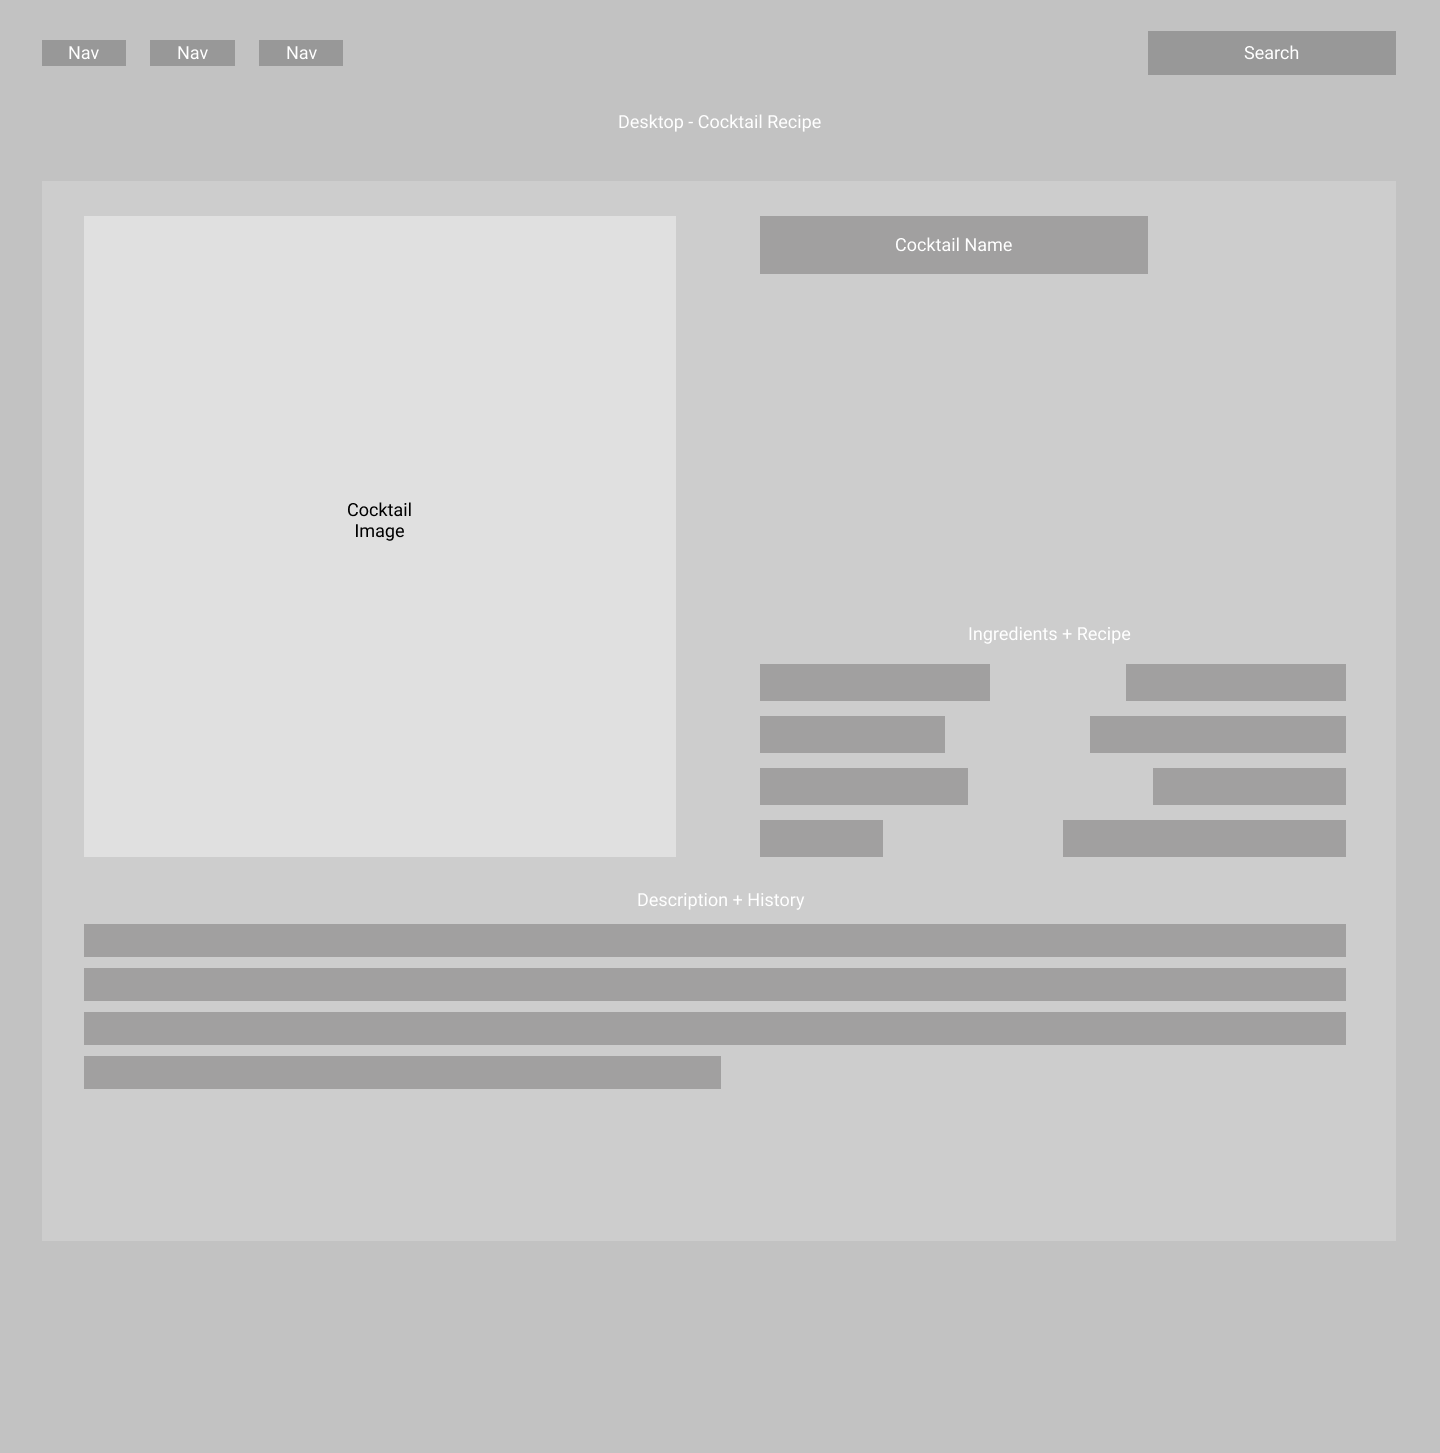 Nav Nav Nav Search
Desktop - Cocktail Recipe
Cocktail Name
Cocktail
Image
Ingredients + Recipe
Description + History